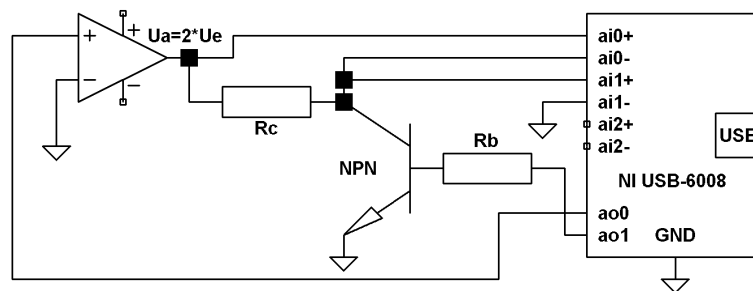 +
−
+
−
Ua=2*Ue
Rc
NPN
Rb
ai0+
ai0-
ai1+
ai1-
ai2+
ai2-
USB
NI USB-6008
ao0
ao1 GND